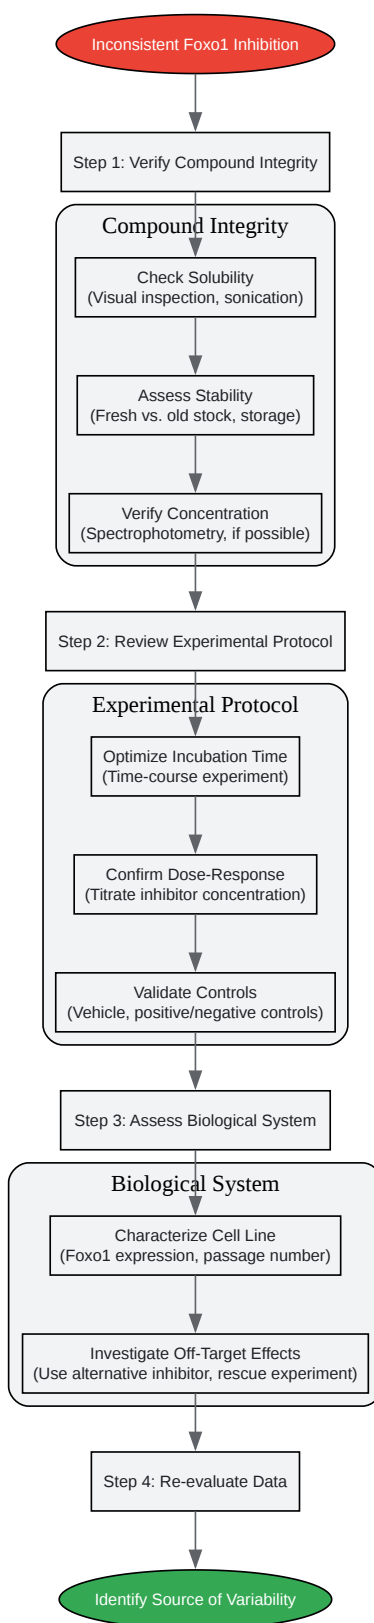 Inconsistent Foxo1 Inhibition
Step 1: Verify Compound Integrity
Compound Integrity
Check Solubility
(Visual inspection, sonication)
Assess Stability
(Fresh vs. old stock, storage)
Verify Concentration
(Spectrophotometry, if possible)
Step 2: Review Experimental Protocol
Experimental Protocol
Optimize Incubation Time
(Time-course experiment)
Confirm Dose-Response
(Titrate inhibitor concentration)
Validate Controls
(Vehicle, positive/negative controls)
Step 3: Assess Biological System
Biological System
Characterize Cell Line
(Foxo1 expression, passage number)
Investigate Off-Target Effects
(Use alternative inhibitor, rescue experiment)
Step 4: Re-evaluate Data
Identify Source of Variability